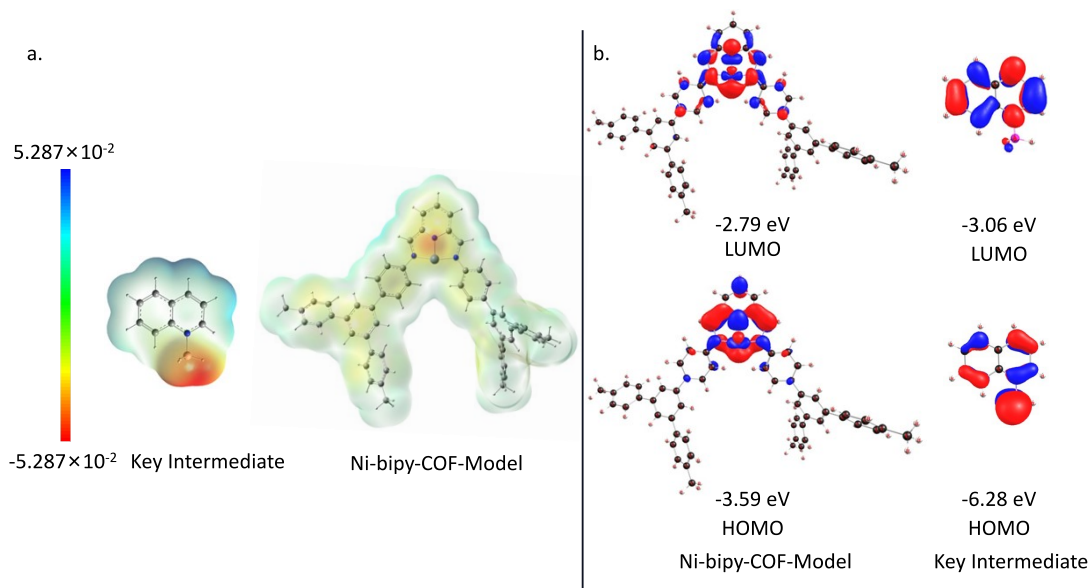 a.
5.287×10⁻²
-5.287×10⁻²
Key Intermediate
Ni-bipy-COF-Model
b.
-2.79 eV
LUMO
-3.06 eV
LUMO
-3.59 eV
HOMO
-6.28 eV
HOMO
Ni-bipy-COF-Model
Key Intermediate